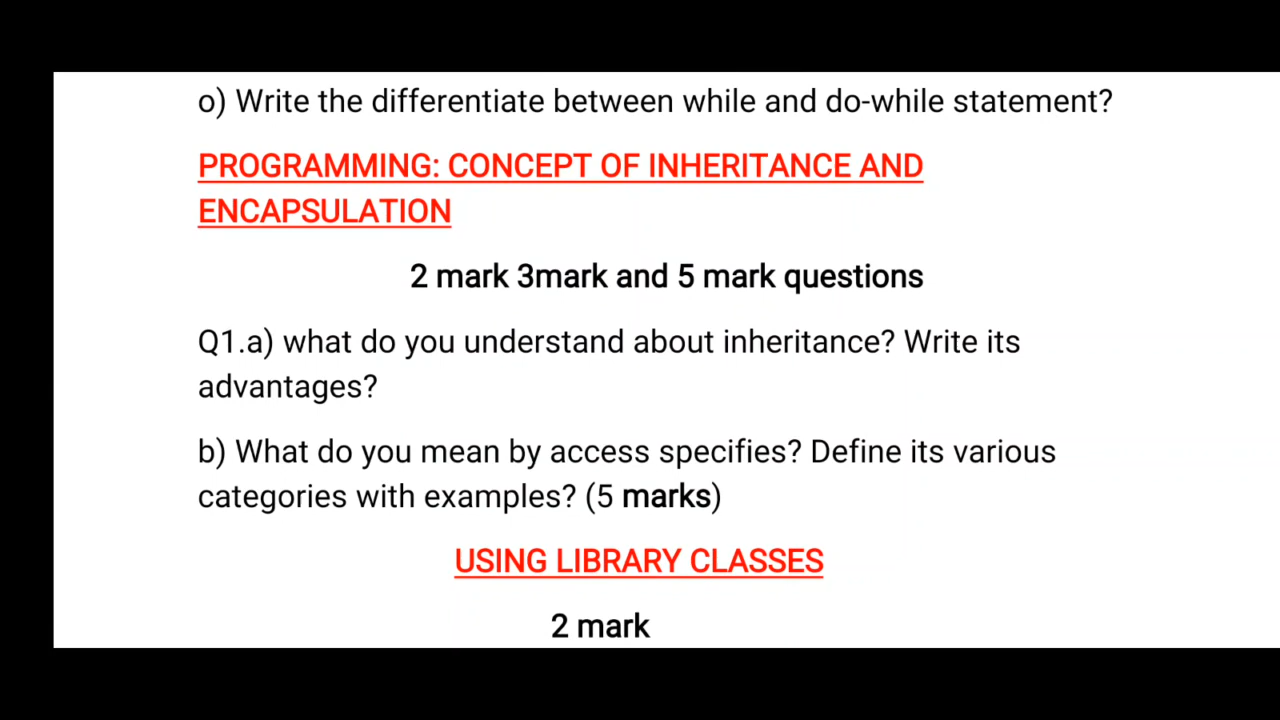 o) Write the differentiate between while and do-while statement?
PROGRAMMING: CONCEPT OF INHERITANCE AND
ENCAPSULATION
2 mark 3mark and 5 mark questions
Q1.a) what do you understand about inheritance? Write its
advantages?
b) What do you mean by access specifies? Define its various
categories with examples? (5 marks)
USING LIBRARY CLASSES
2 mark